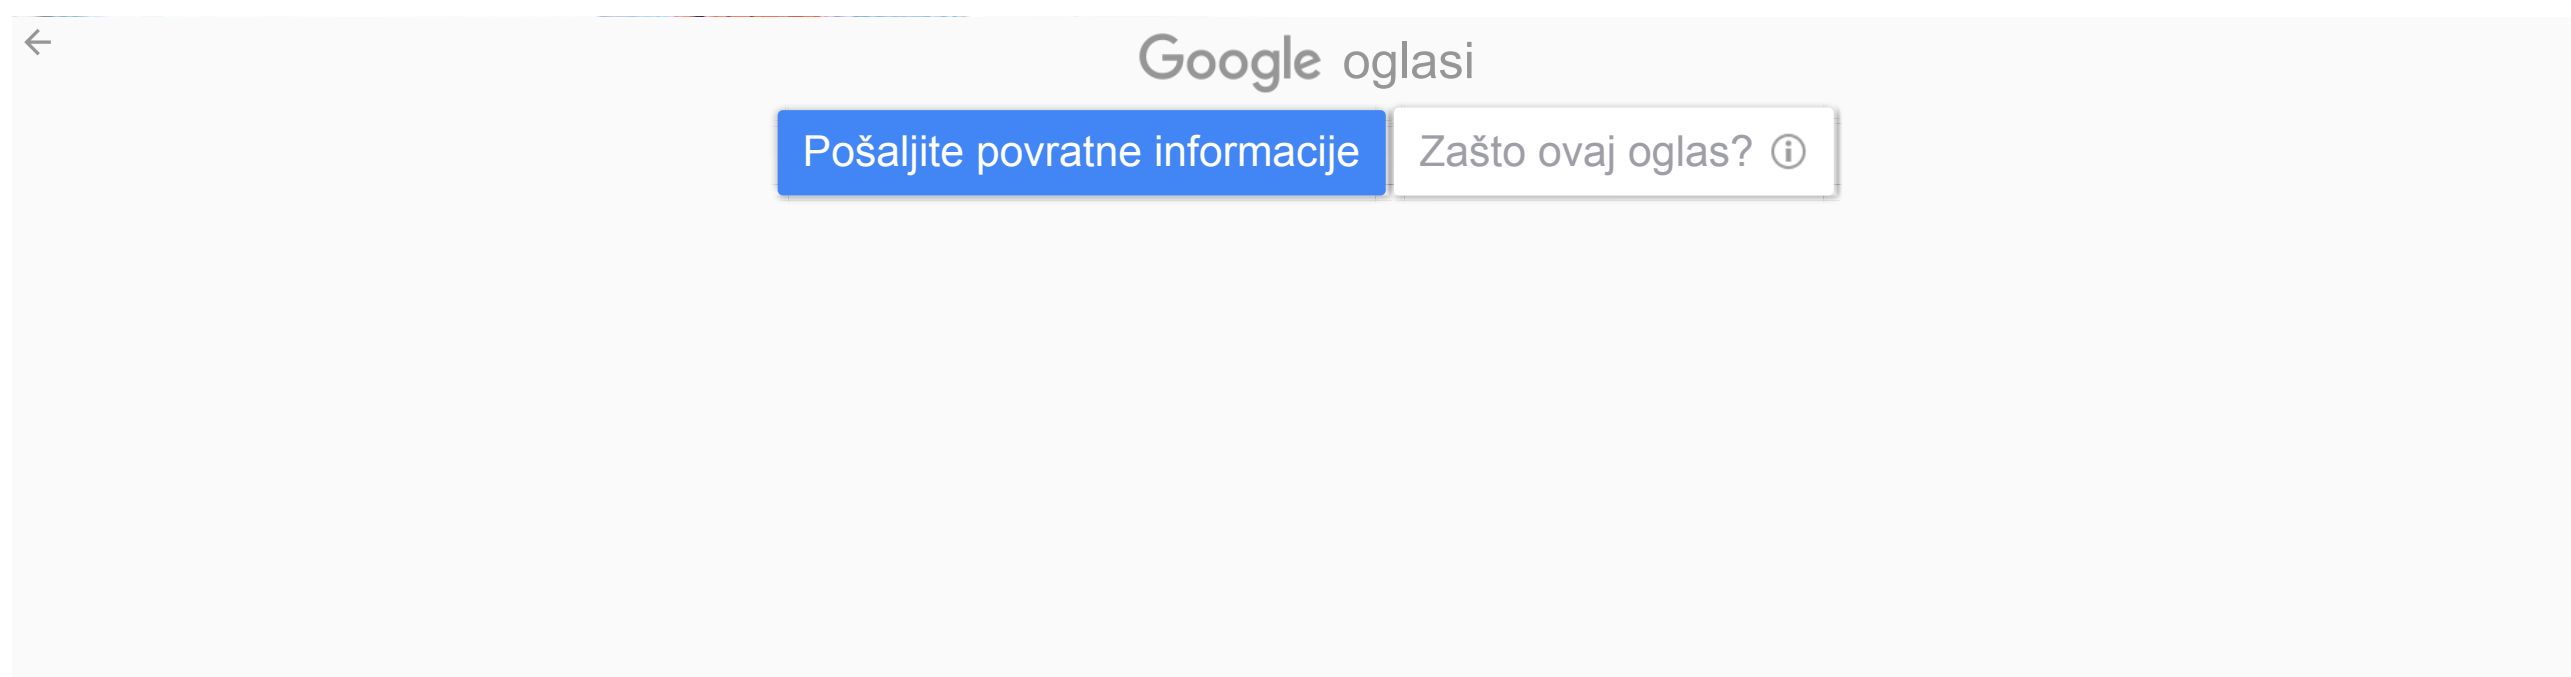 Google oglasi
Pošaljite povratne informacije
Zašto ovaj oglas?